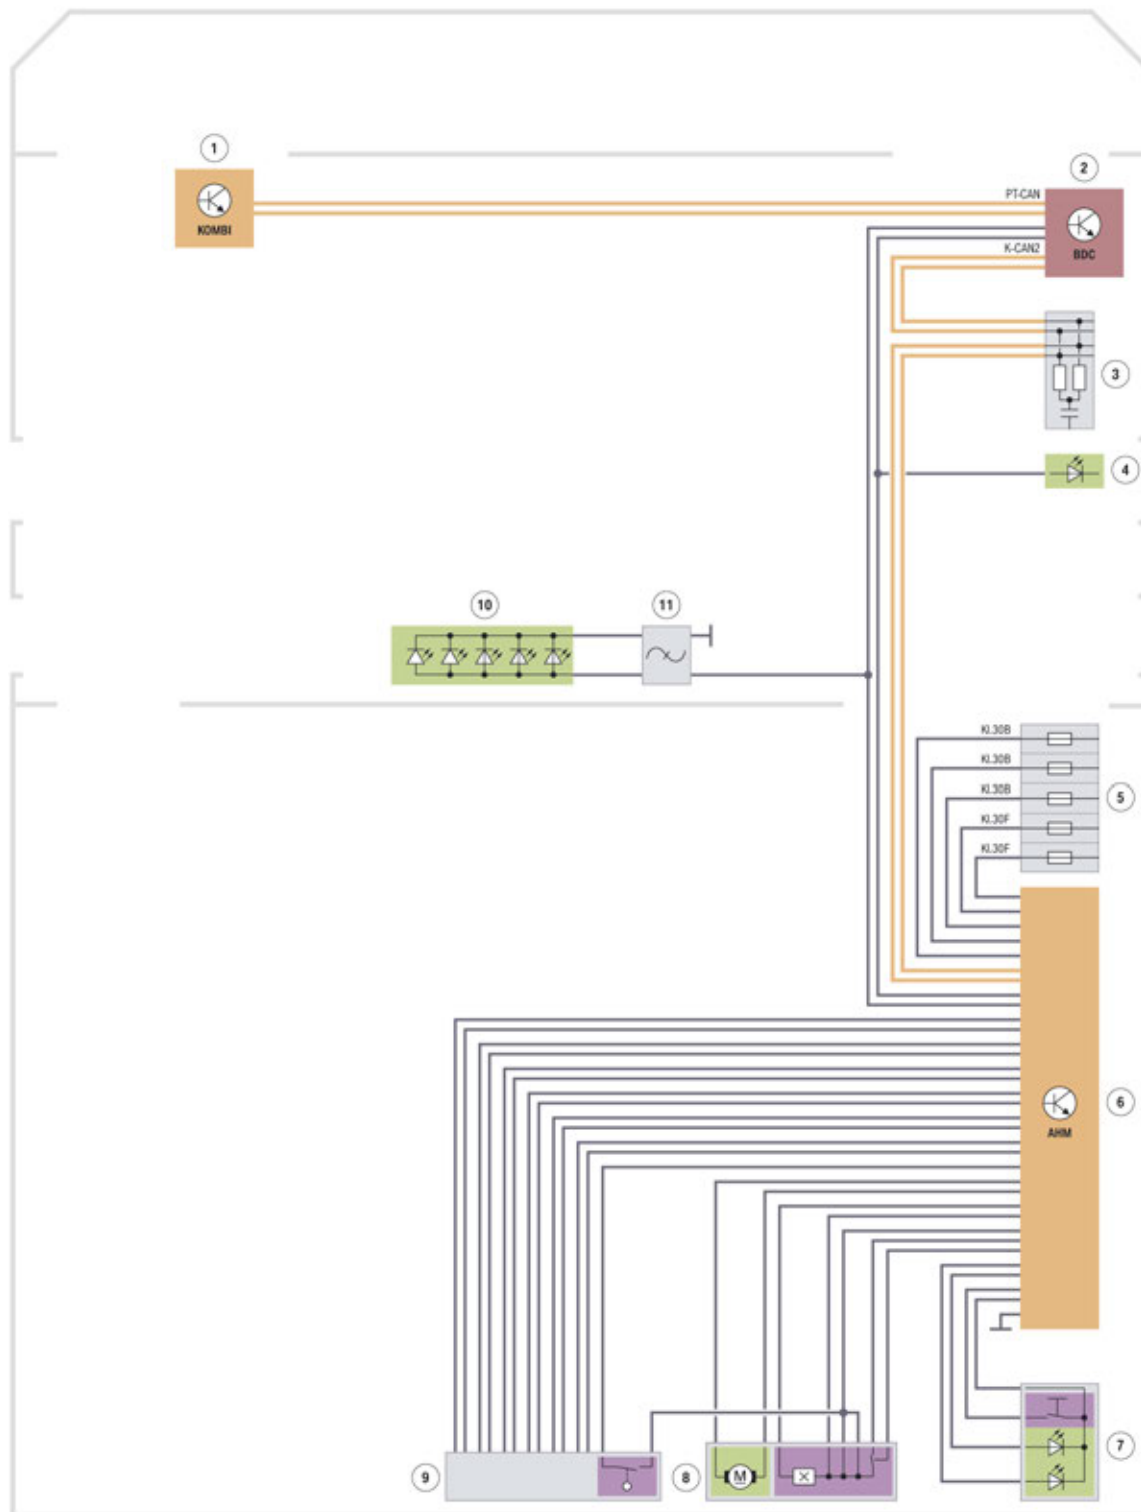 1
2
PT-CAN
KOMBI
K-CAN2
BDC
3
4
10
11
Kl.30B
Kl.30B
Kl.30B
5
Kl.30F
Kl.30F
6
AHM
7
9
8
M